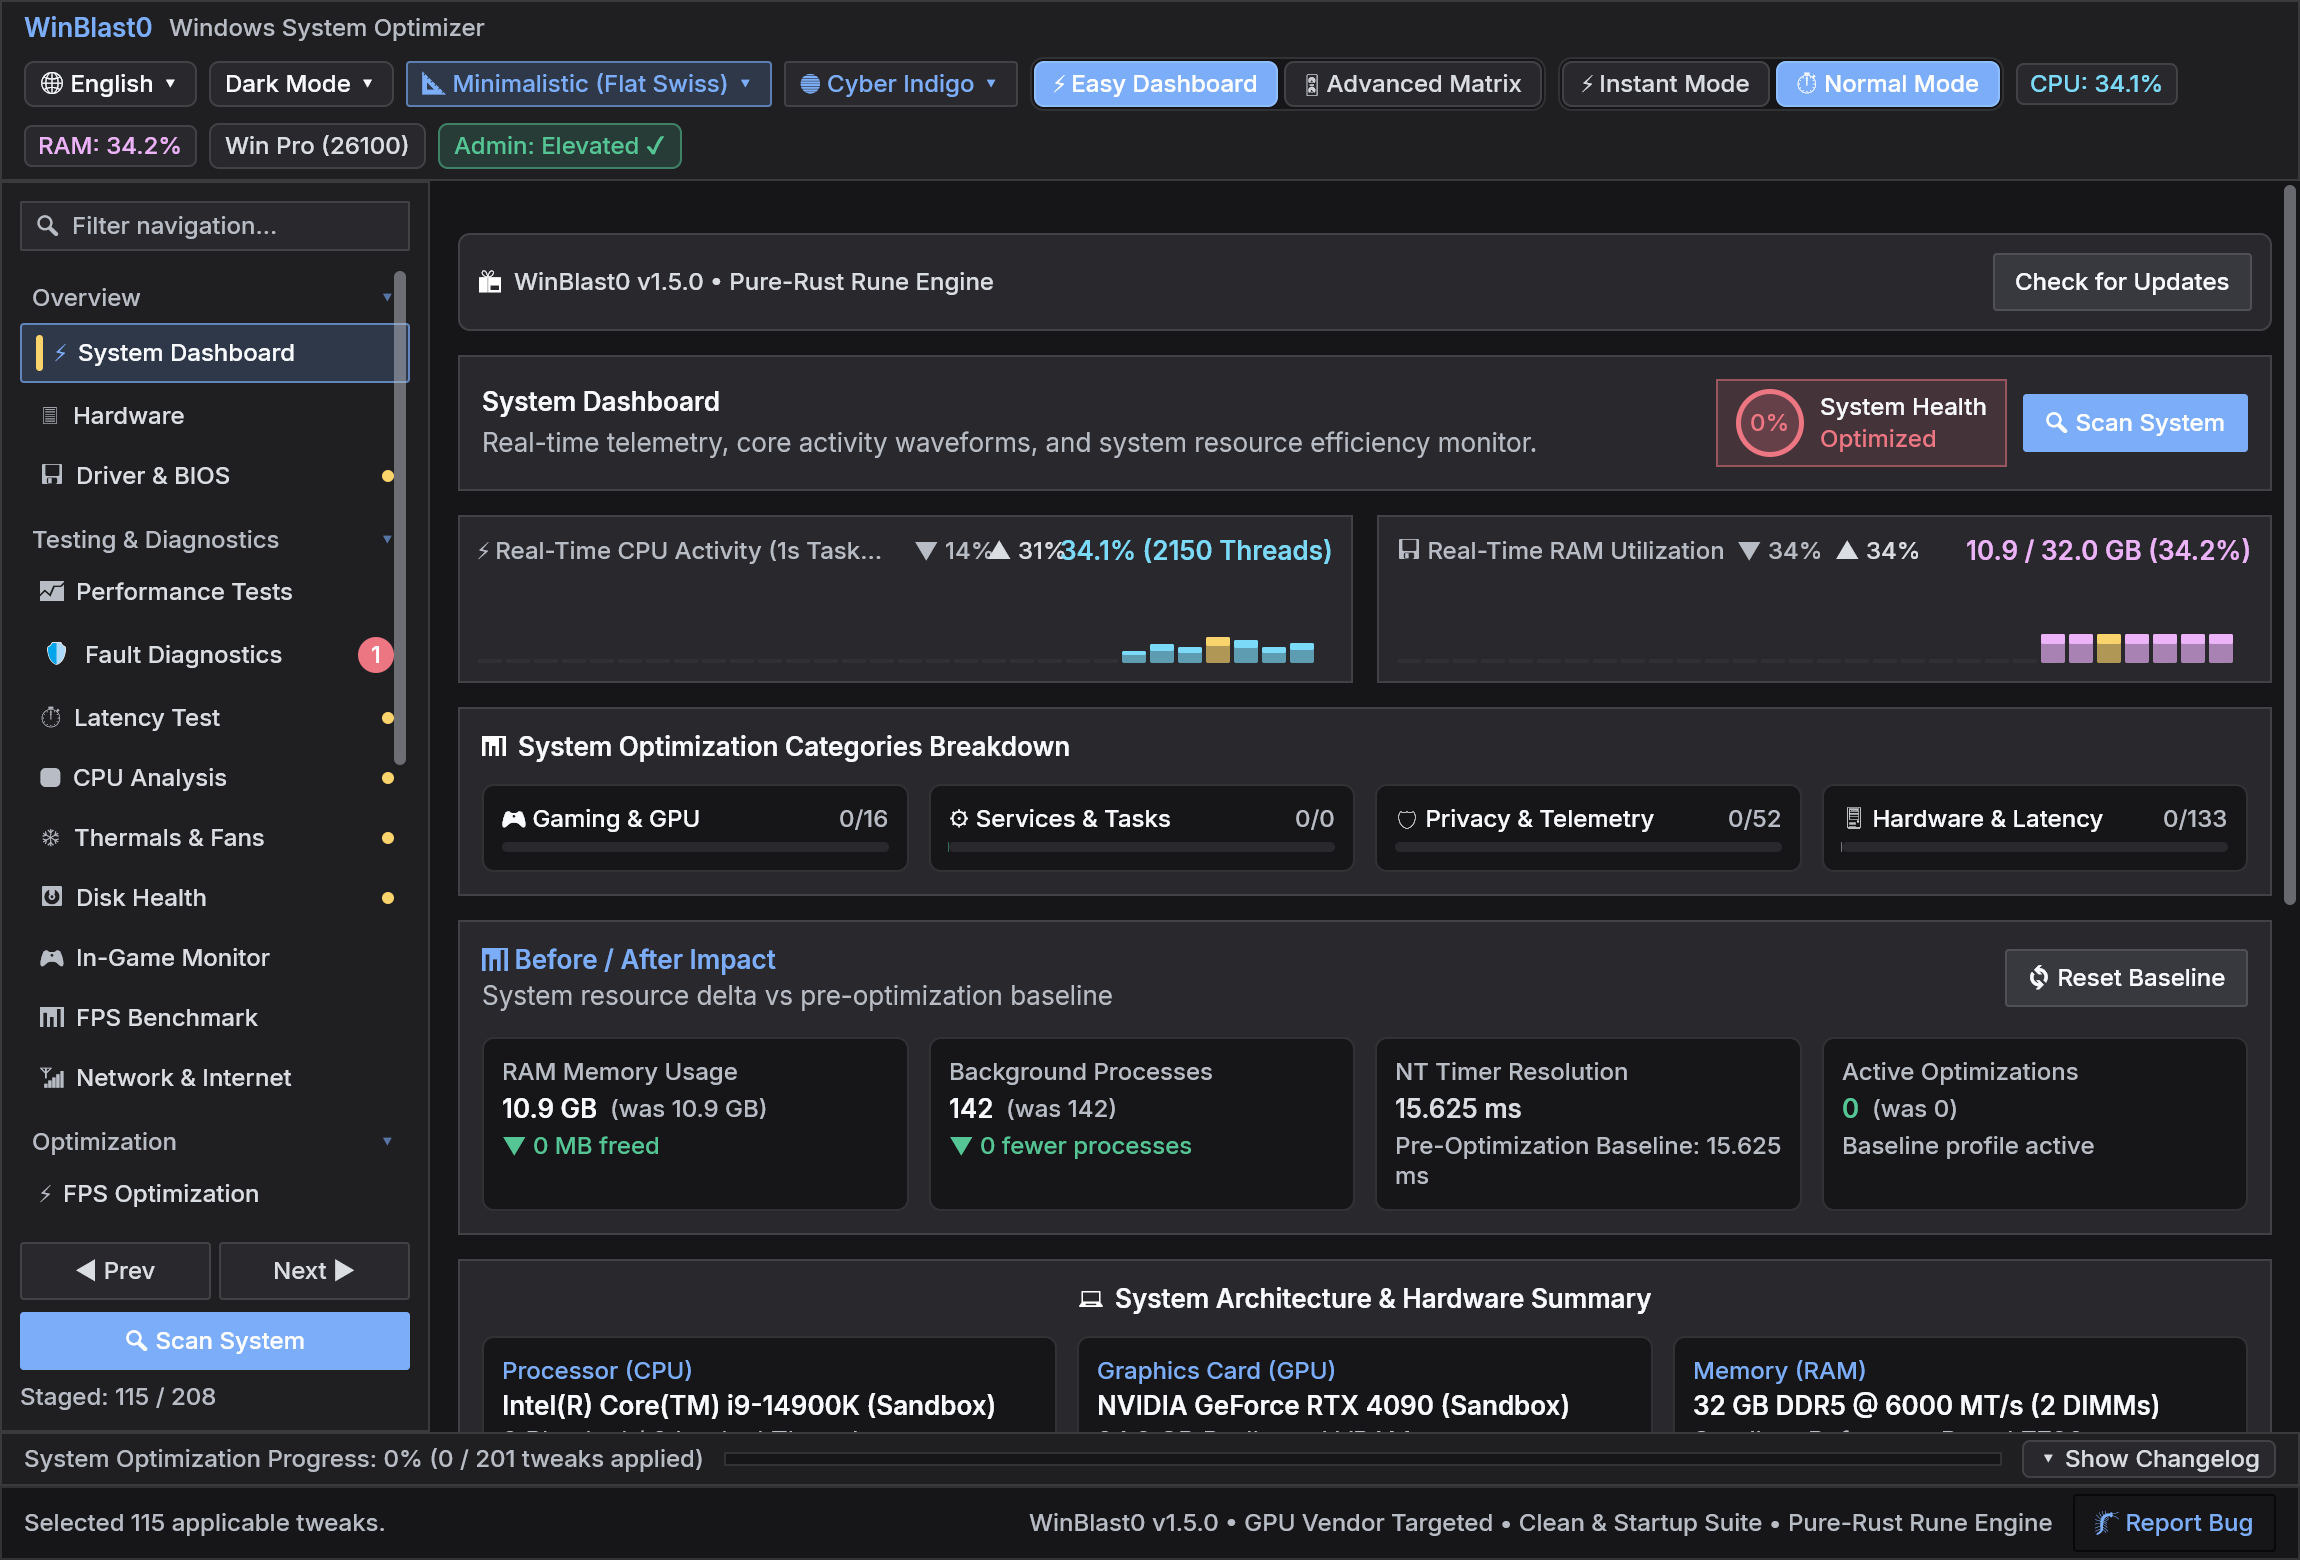 WinBlast0 Windows System Optimizer
English ▼ Dark Mode ▼ Minimalistic (Flat Swiss) ▼ Cyber Indigo ▼ ⚡Easy Dashboard Advanced Matrix ⚡Instant Mode Normal Mode CPU: 34.1%
RAM: 34.2% Win Pro (26100) Admin: Elevated ✓
Filter navigation...
Overview
System Dashboard
Hardware
Driver & BIOS
Testing & Diagnostics
Performance Tests
Fault Diagnostics 1
Latency Test
CPU Analysis
Thermals & Fans
Disk Health
In-Game Monitor
FPS Benchmark
Network & Internet
Optimization
FPS Optimization
◀ Prev Next ▶
Scan System
Staged: 115 / 208
WinBlast0 v1.5.0 • Pure-Rust Rune Engine Check for Updates
System Dashboard
Real-time telemetry, core activity waveforms, and system resource efficiency monitor.
0% System Health
Optimized
Scan System
⚡Real-Time CPU Activity (1s Task... ▼ 14% ▲ 31% 34.1% (2150 Threads)
Real-Time RAM Utilization ▼ 34% ▲ 34% 10.9 / 32.0 GB (34.2%)
System Optimization Categories Breakdown
Gaming & GPU 0/16
Services & Tasks 0/0
Privacy & Telemetry 0/52
Hardware & Latency 0/133
Before / After Impact
System resource delta vs pre-optimization baseline
Reset Baseline
RAM Memory Usage
10.9 GB (was 10.9 GB)
▼ 0 MB freed
Background Processes
142 (was 142)
▼ 0 fewer processes
NT Timer Resolution
15.625 ms
Pre-Optimization Baseline: 15.625
ms
Active Optimizations
0 (was 0)
Baseline profile active
System Architecture & Hardware Summary
Processor (CPU)
Intel(R) Core(TM) i9-14900K (Sandbox)
Graphics Card (GPU)
NVIDIA GeForce RTX 4090 (Sandbox)
Memory (RAM)
32 GB DDR5 @ 6000 MT/s (2 DIMMs)
System Optimization Progress: 0% (0 / 201 tweaks applied) ▼ Show Changelog
Selected 115 applicable tweaks.
WinBlast0 v1.5.0 • GPU Vendor Targeted • Clean & Startup Suite • Pure-Rust Rune Engine Report Bug